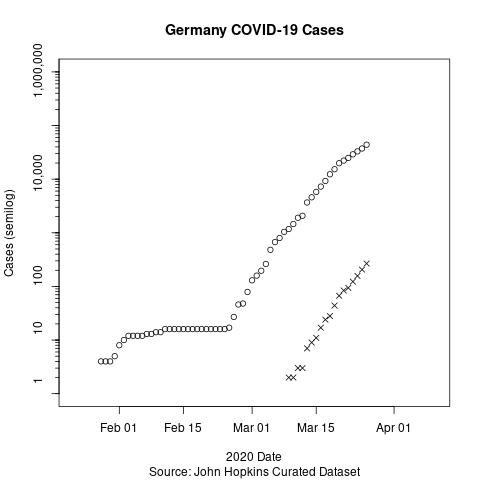 Germany COVID-19 Cases
Cases (semilog)
1,000,000
10,000
100
10
1
Feb 01 Feb 15 Mar 01 Mar 15 Apr 01
2020 Date
Source: John Hopkins Curated Dataset